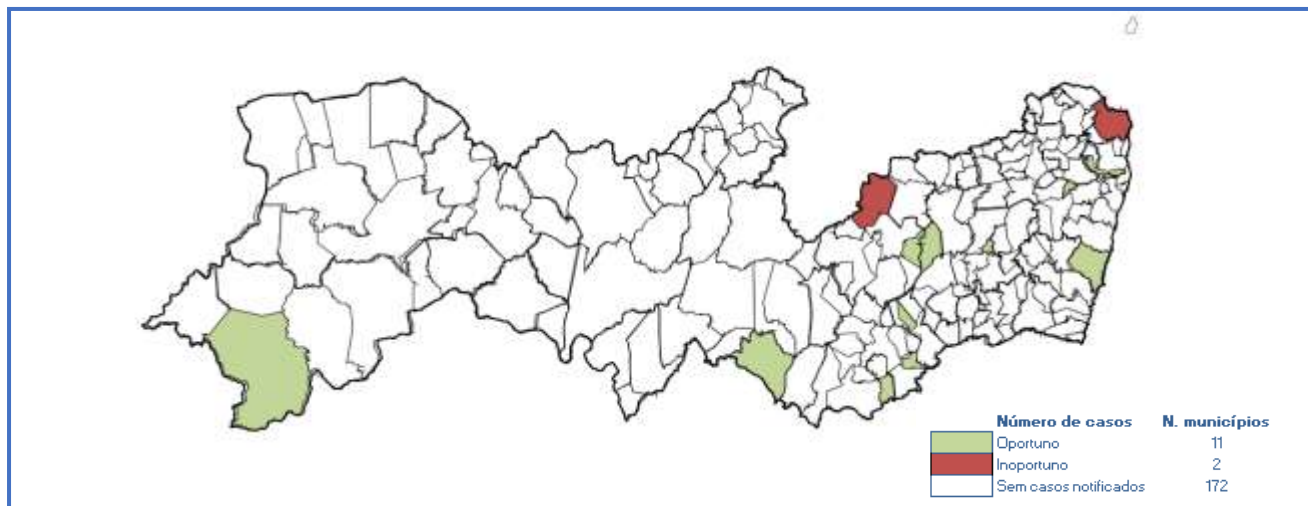 Número de casos N. municípios
Oportuno 11
Inoportuno 2
Sem casos notificados 172